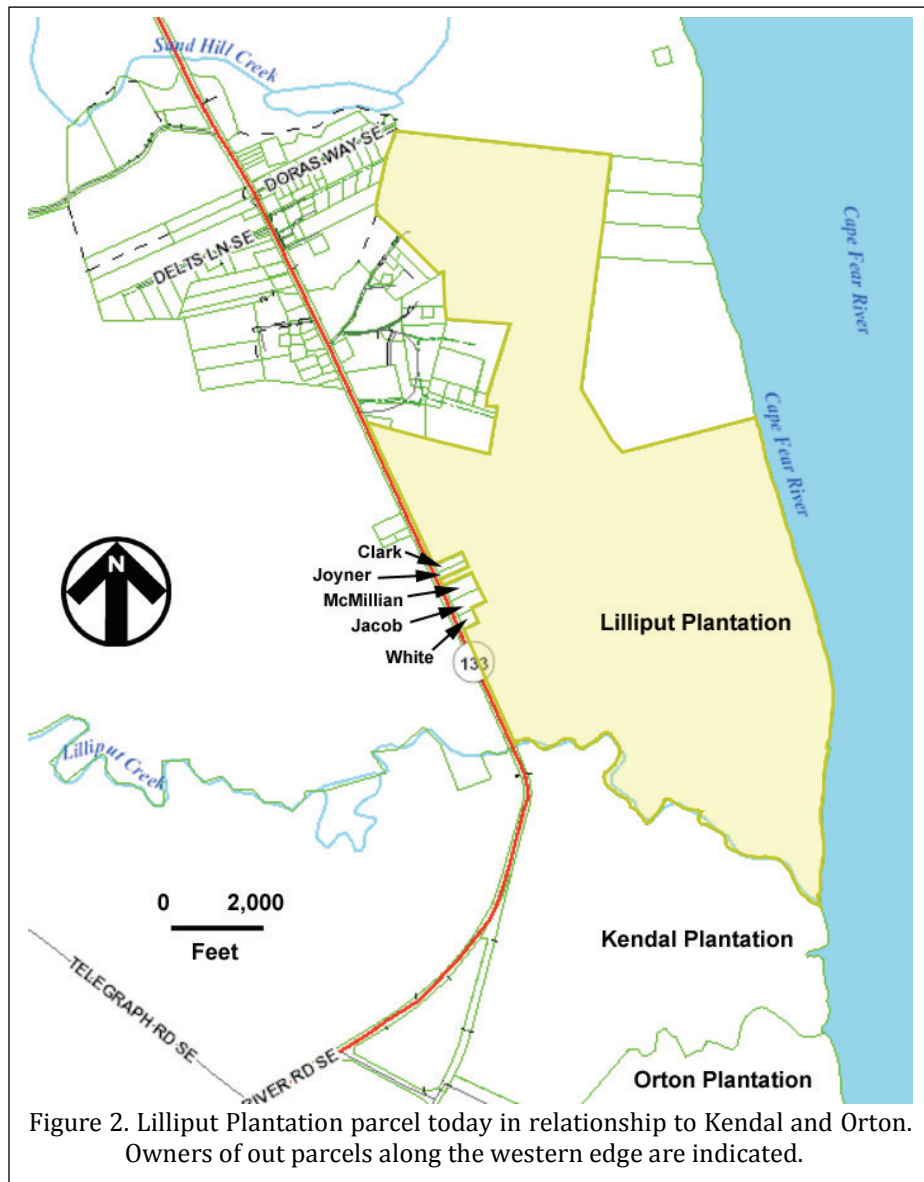 Sand Hill Creek
DORAS WAY SE
DELTS LN SE
Cape Fear River
Cape Fear River
N
Clark
Joyner
McMillian
Jacob
White
133
Lilliput Plantation
Lilliput Creek
0 2,000
Feet
Kendal Plantation
TELEGRAPH RD SE
RIVER RD SE
Orton Plantation
Figure 2. Lilliput Plantation parcel today in relationship to Kendal and Orton.
Owners of out parcels along the western edge are indicated.